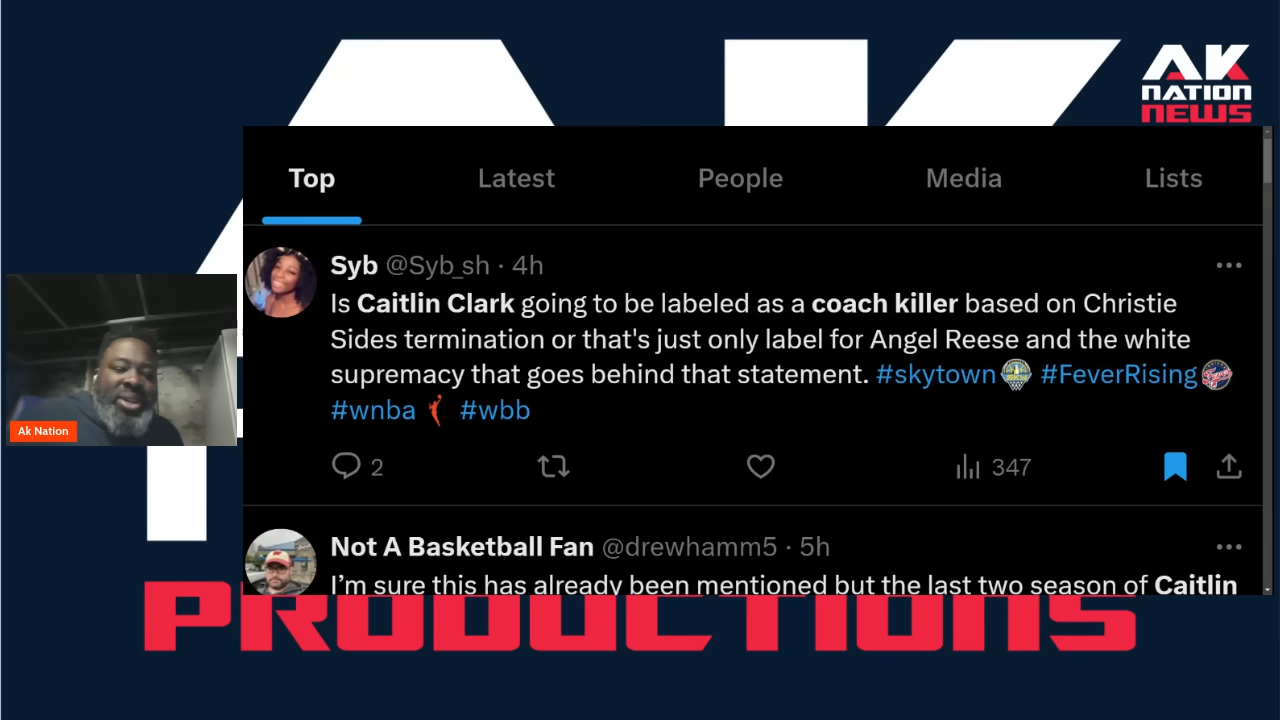 AK
NATION
NEWS
Top Latest People Media Lists
Syb @Syb_sh · 4h
Is Caitlin Clark going to be labeled as a coach killer based on Christie
Sides termination or that's just only label for Angel Reese and the white
supremacy that goes behind that statement. #skytown #FeverRising
#wnba #wbb
2 347
Ak Nation
Not A Basketball Fan @drewhamm5 · 5h
I'm sure this has already been mentioned but the last two season of Caitlin
PRODUCTIONS